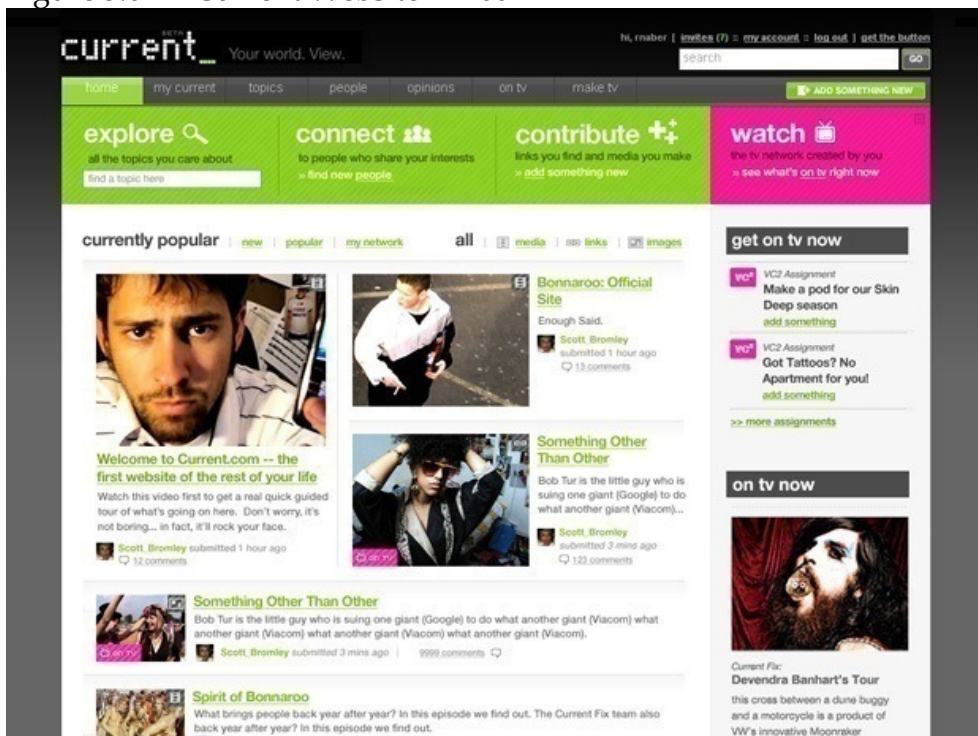 BETA
current_ Your world. View.
hi, rnaber [ invites (7) :: my account :: log out ] get the button
search GO
home my current topics people opinions on tv make tv ADD SOMETHING NEW
explore
all the topics you care about
find a topic here
connect
to people who share your interests
» find new people
contribute
links you find and media you make
» add something new
watch
the tv network created by you
» see what's on tv right now
currently popular | new | popular | my network all | media | links | images
Welcome to Current.com -- the
first website of the rest of your life
Watch this video first to get a real quick guided
tour of what's going on here. Don't worry, it's
not boring... in fact, it'll rock your face.
Scott_Bromley submitted 1 hour ago
12 comments
Bonnaroo: Official
Site
Enough Said.
Scott_Bromley
submitted 1 hour ago
13 comments
on TV
Something Other
Than Other
Bob Tur is the little guy who is
suing one giant (Google) to do
what another giant (Viacom)...
Scott_Bromley
submitted 3 mins ago
123 comments
on TV
Something Other Than Other
Bob Tur is the little guy who is suing one giant (Google) to do what another giant (Viacom) what
another giant (Viacom) what another giant (Viacom) what another giant (Viacom).
Scott_Bromley submitted 3 mins ago | 9999 comments
Spirit of Bonnaroo
What brings people back year after year? In this episode we find out. The Current Fix team also
back year after year? In this episode we find out.
get on tv now
VC²
VC2 Assignment
Make a pod for our Skin
Deep season
add something
VC²
VC2 Assignment
Got Tattoos? No
Apartment for you!
add something
>> more assignments
on tv now
Current Fix:
Devendra Banhart's Tour
this cross between a dune buggy
and a motorcycle is a product of
VW's innovative Moonraker